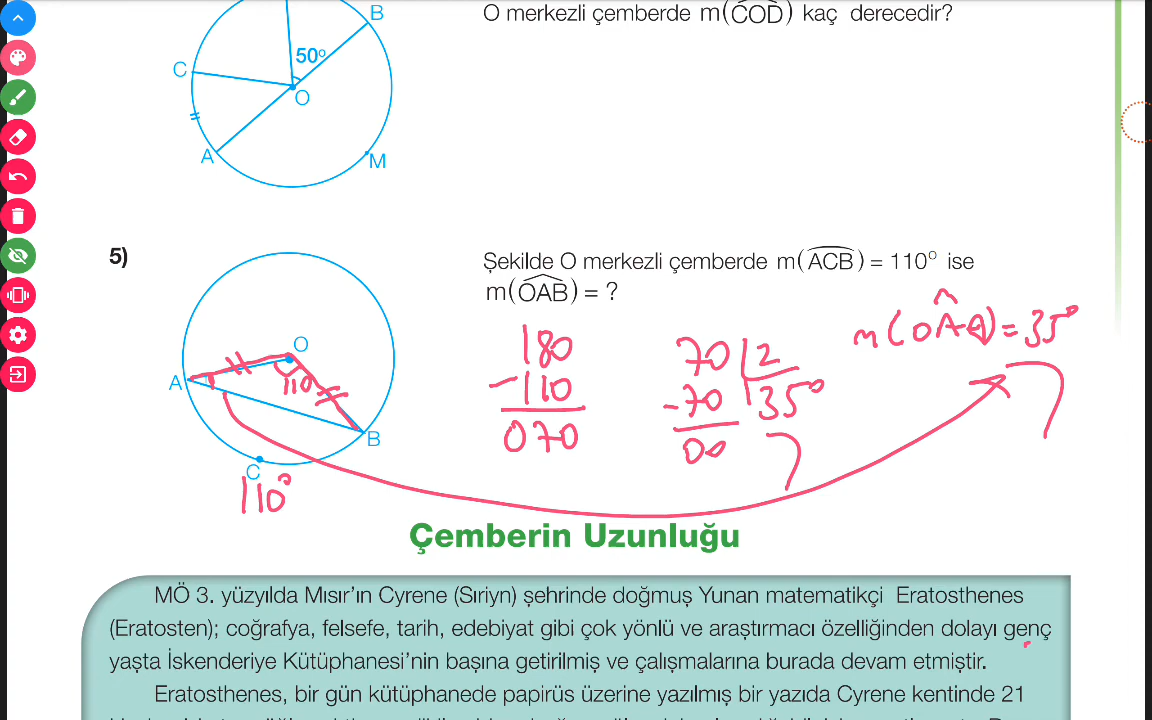 B
O merkezli çemberde m(COD) kaç derecedir?
50°
C
O
A
M
5)
Şekilde O merkezli çemberde m(ACB) = 110° ise
m(OAB) = ?
m(OAB)=35°
180
-110
070
70 2
-70 35°
00
O
A
110
B
C
110°
Çemberin Uzunluğu
MÖ 3. yüzyılda Mısır'ın Cyrene (Sıriyn) şehrinde doğmuş Yunan matematikçi Eratosthenes
(Eratosten); coğrafya, felsefe, tarih, edebiyat gibi çok yönlü ve araştırmacı özelliğinden dolayı genç
yaşta İskenderiye Kütüphanesi'nin başına getirilmiş ve çalışmalarına burada devam etmiştir.
Eratosthenes, bir gün kütüphanede papirüs üzerine yazılmış bir yazıda Cyrene kentinde 21